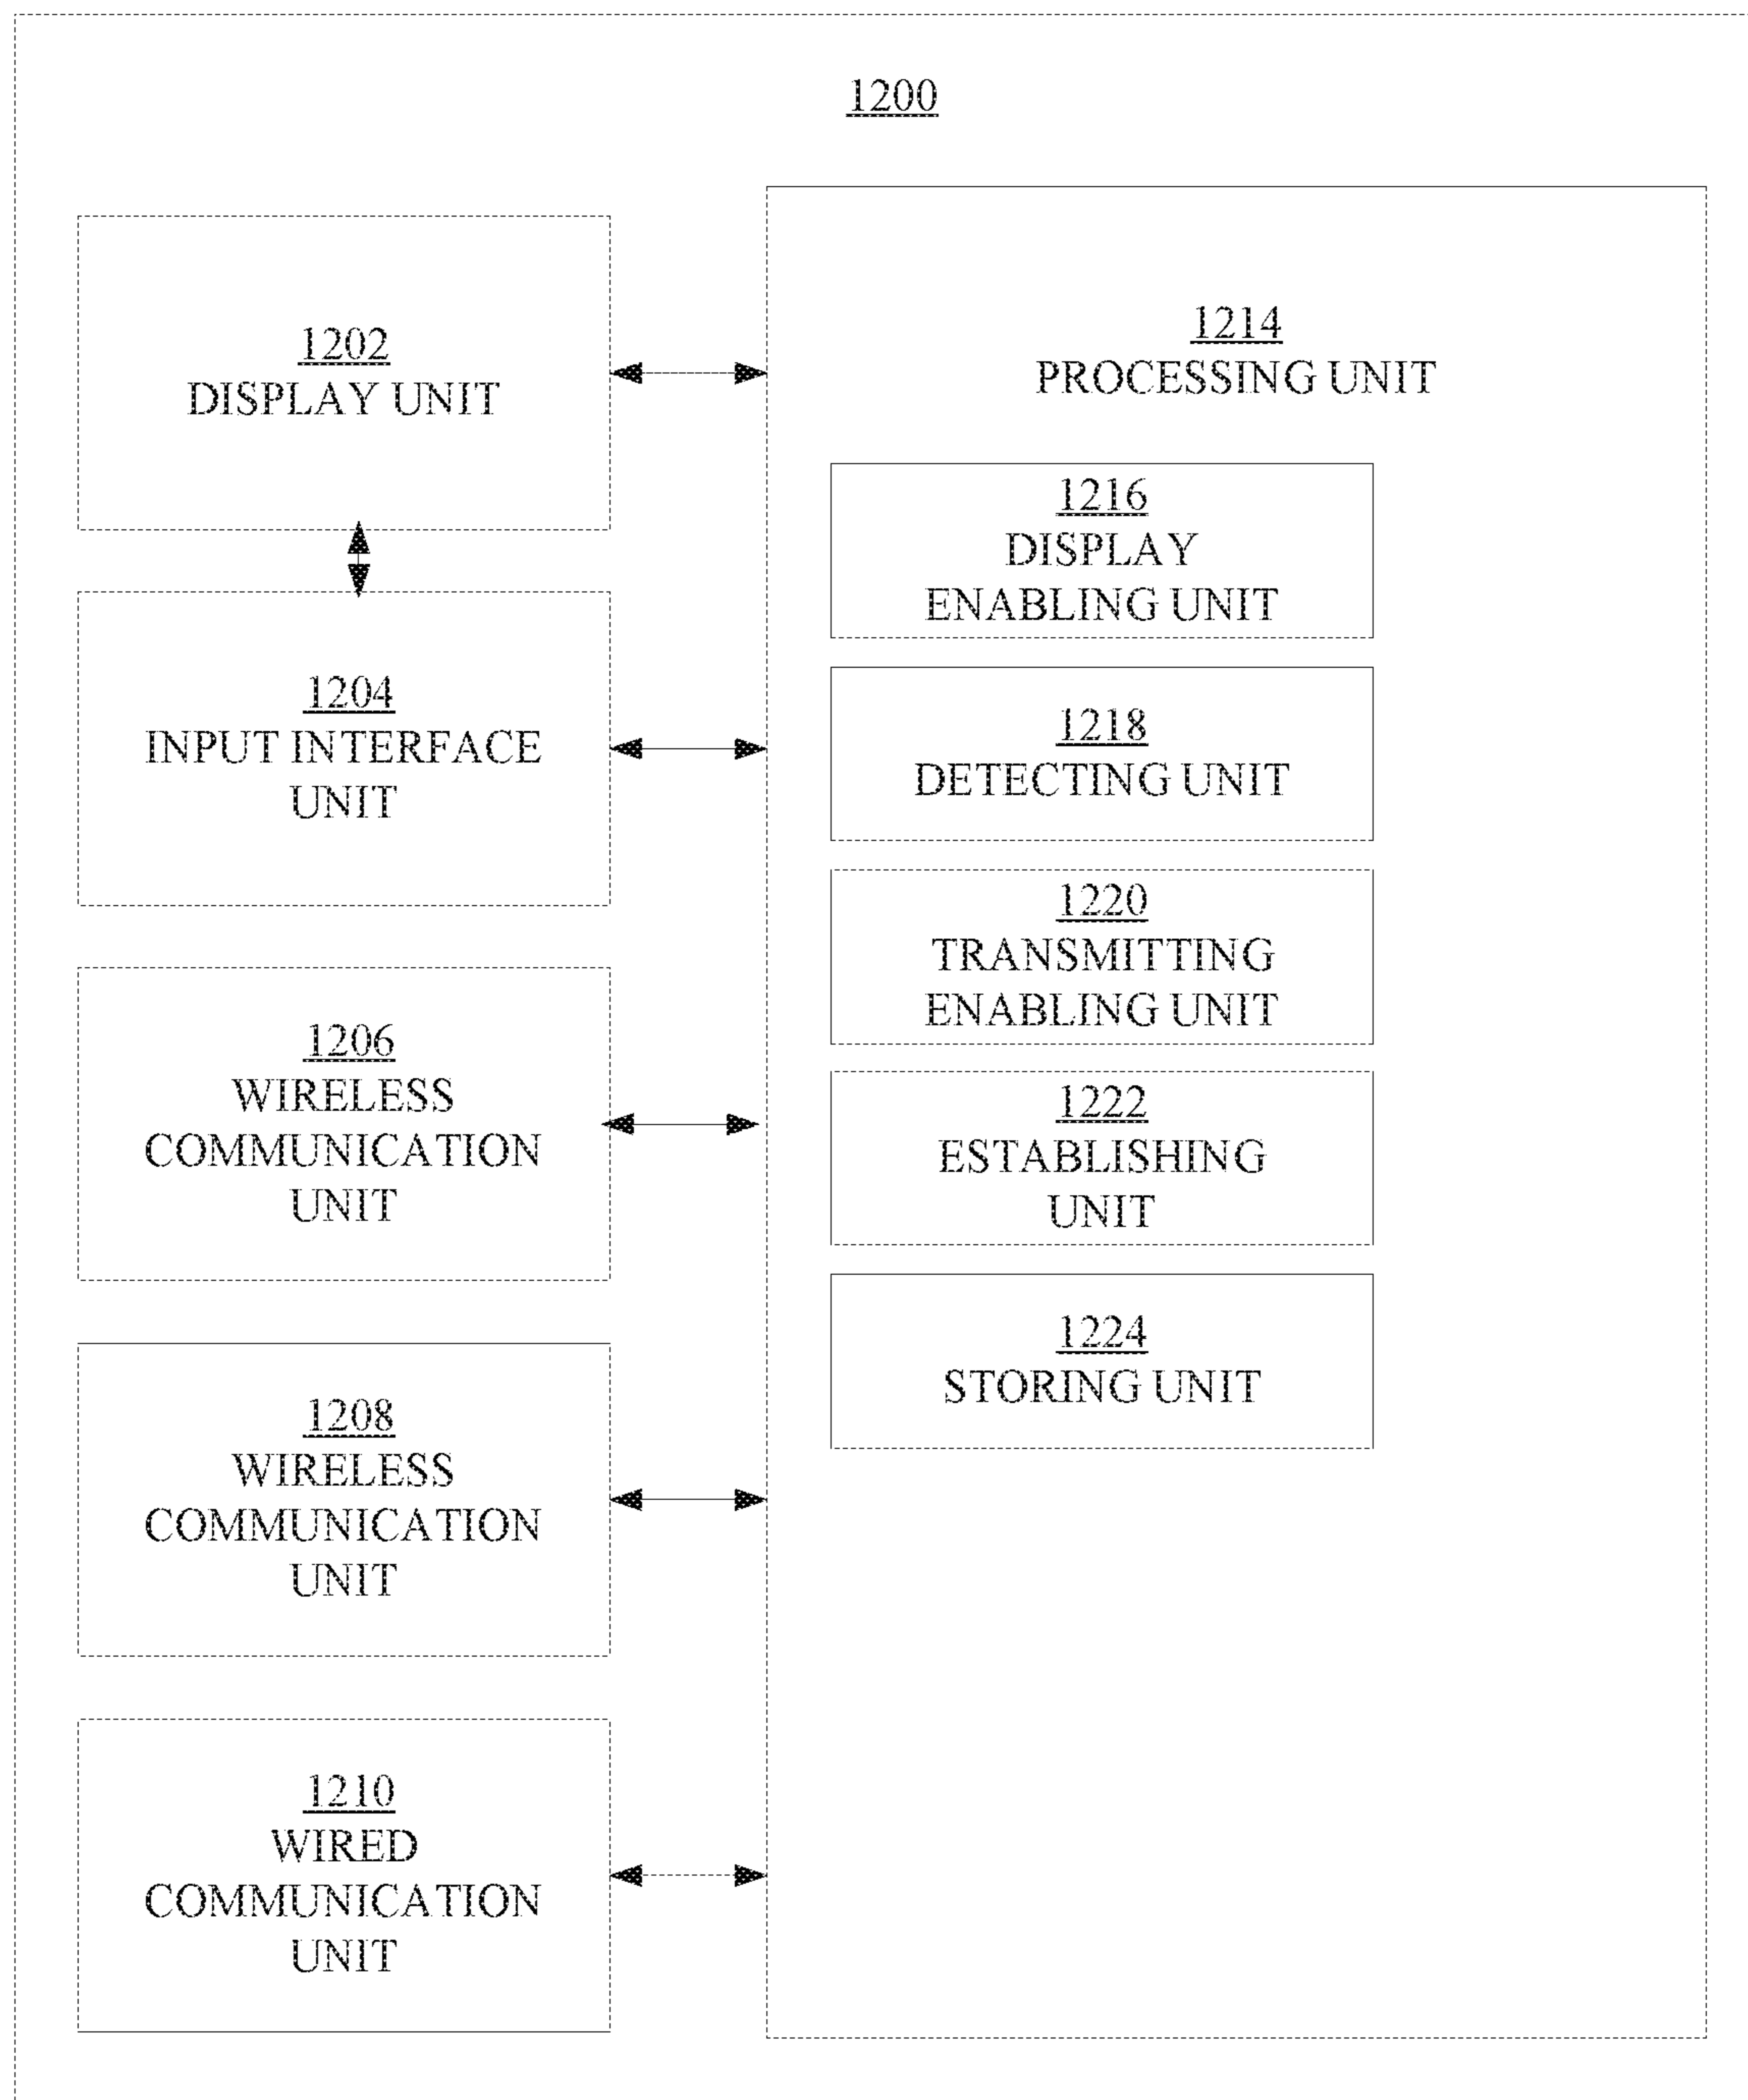 1200
1202
DISPLAY UNIT
1204
INPUT INTERFACE
UNIT
1206
WIRELESS
COMMUNICATION
UNIT
1208
WIRELESS
COMMUNICATION
UNIT
1210
WIRED
COMMUNICATION
UNIT
1214
PROCESSING UNIT
1216
DISPLAY
ENABLING UNIT
1218
DETECTING UNIT
1220
TRANSMITTING
ENABLING UNIT
1222
ESTABLISHING
UNIT
1224
STORING UNIT